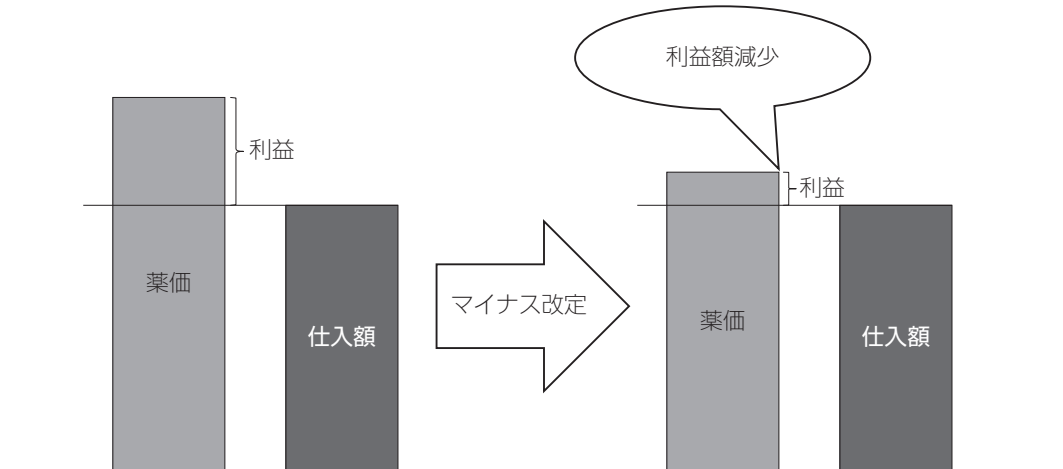 利益額減少
利益
利益
薬価
マイナス改定
薬価
仕入額
仕入額